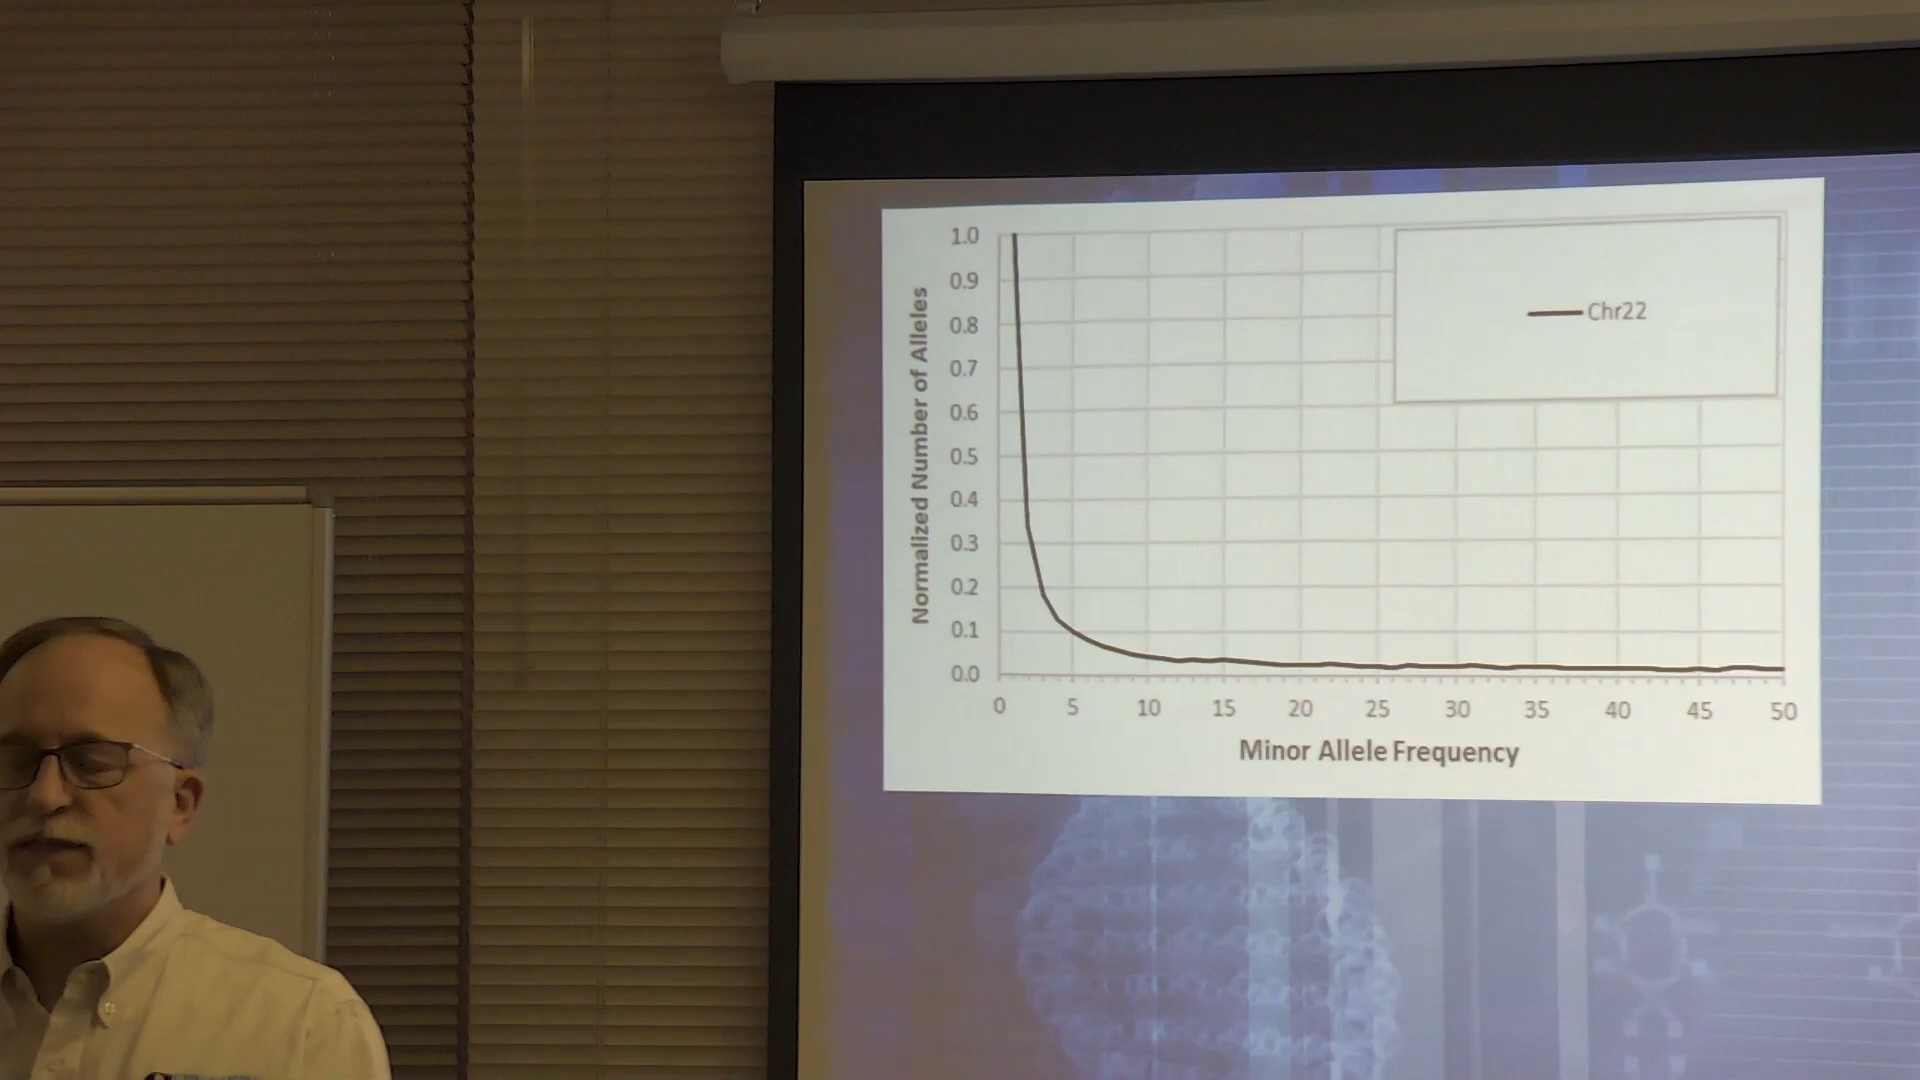 Chr22
Normalized Number of Alleles
1.0
0.9
0.8
0.7
0.6
0.5
0.4
0.3
0.2
0.1
0.0
0 5 10 15 20 25 30 35 40 45 50
Minor Allele Frequency